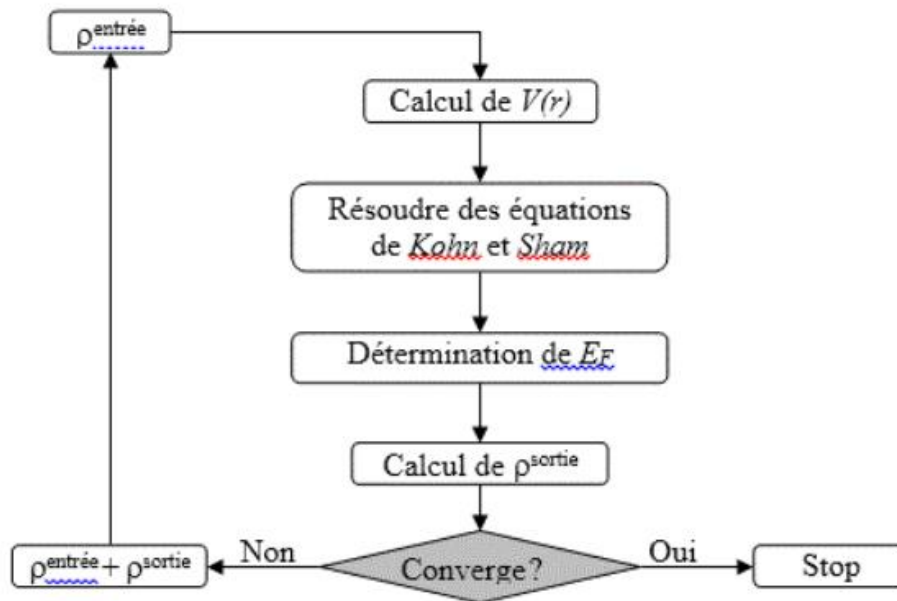 ρentrée
Calcul de V(r)
Résoudre des équations
de Kohn et Sham
Détermination de EF
Calcul de ρsortie
Converge?
Non
Oui
ρentrée + ρsortie
Stop